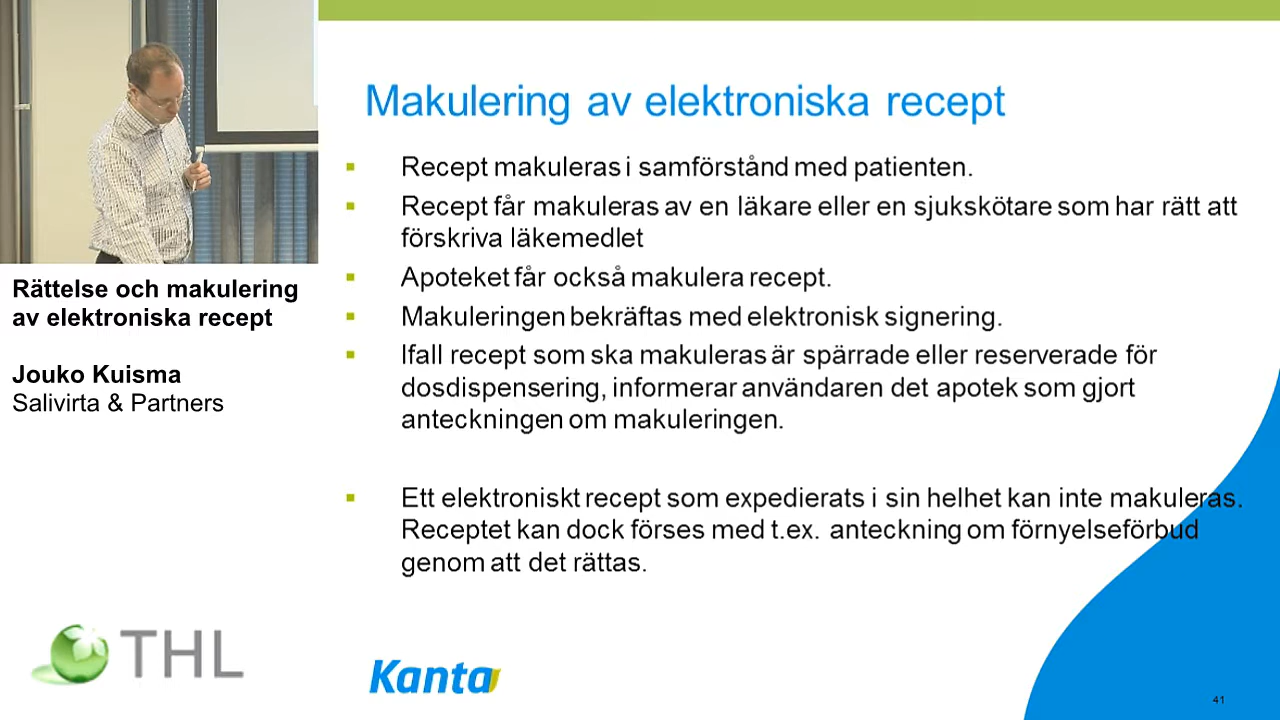 Makulering av elektroniska recept
Recept makuleras i samförstånd med patienten.
Recept får makuleras av en läkare eller en sjukskötare som har rätt att
förskriva läkemedlet
Apoteket får också makulera recept.
Makuleringen bekräftas med elektronisk signering.
Ifall recept som ska makuleras är spärrade eller reserverade för
dosdispensering, informerar användaren det apotek som gjort
anteckningen om makuleringen.
Ett elektroniskt recept som expedierats i sin helhet kan inte makuleras.
Receptet kan dock förses med t.ex. anteckning om förnyelseförbud
genom att det rättas.
Rättelse och makulering
av elektroniska recept
Jouko Kuisma
Salivirta & Partners
THL
Kanta
41